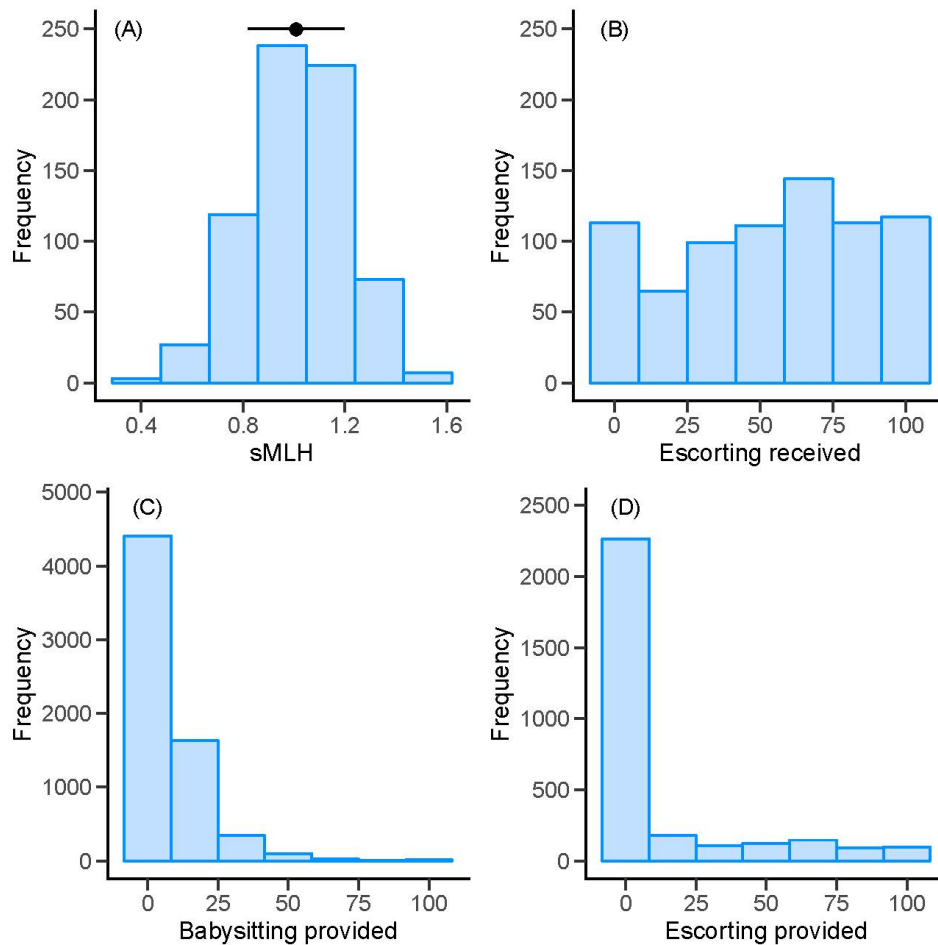 (A)
250
200
150
100
50
0
Frequency
0.4 0.8 1.2 1.6
sMLH
(B)
250
200
150
100
50
0
Frequency
0 25 50 75 100
Escorting received
(C)
5000
4000
3000
2000
1000
0
Frequency
0 25 50 75 100
Babysitting provided
(D)
2500
2000
1500
1000
500
0
Frequency
0 25 50 75 100
Escorting provided